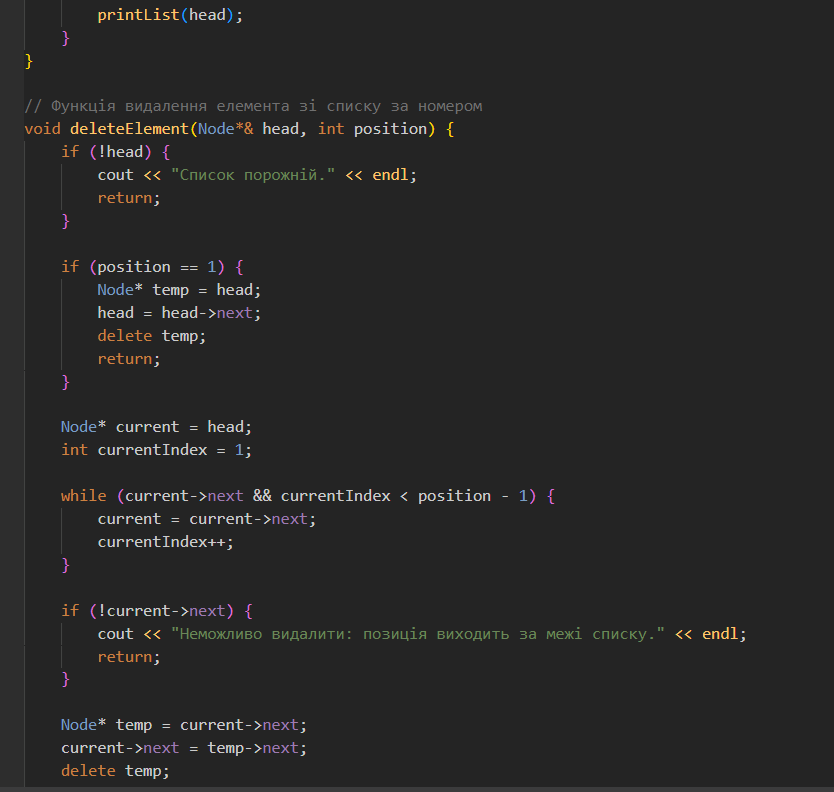 printList(head);
}
}
// Функція видалення елемента зі списку за номером
void deleteElement(Node*& head, int position) {
if (!head) {
cout << "Список порожній." << endl;
return;
}
if (position == 1) {
Node* temp = head;
head = head->next;
delete temp;
return;
}
Node* current = head;
int currentIndex = 1;
while (current->next && currentIndex < position - 1) {
current = current->next;
currentIndex++;
}
if (!current->next) {
cout << "Неможливо видалити: позиція виходить за межі списку." << endl;
return;
}
Node* temp = current->next;
current->next = temp->next;
delete temp;